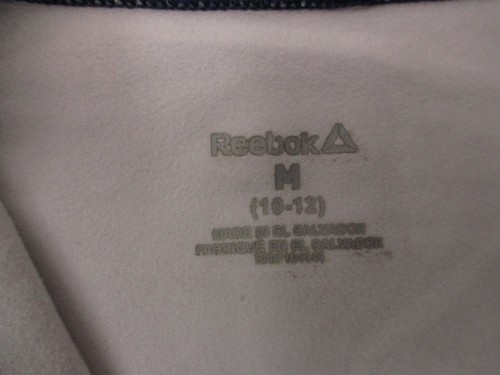 Reebok
M
(10-12)
MADE IN EL SALVADOR
FABRIQUÉ EN EL SALVADOR